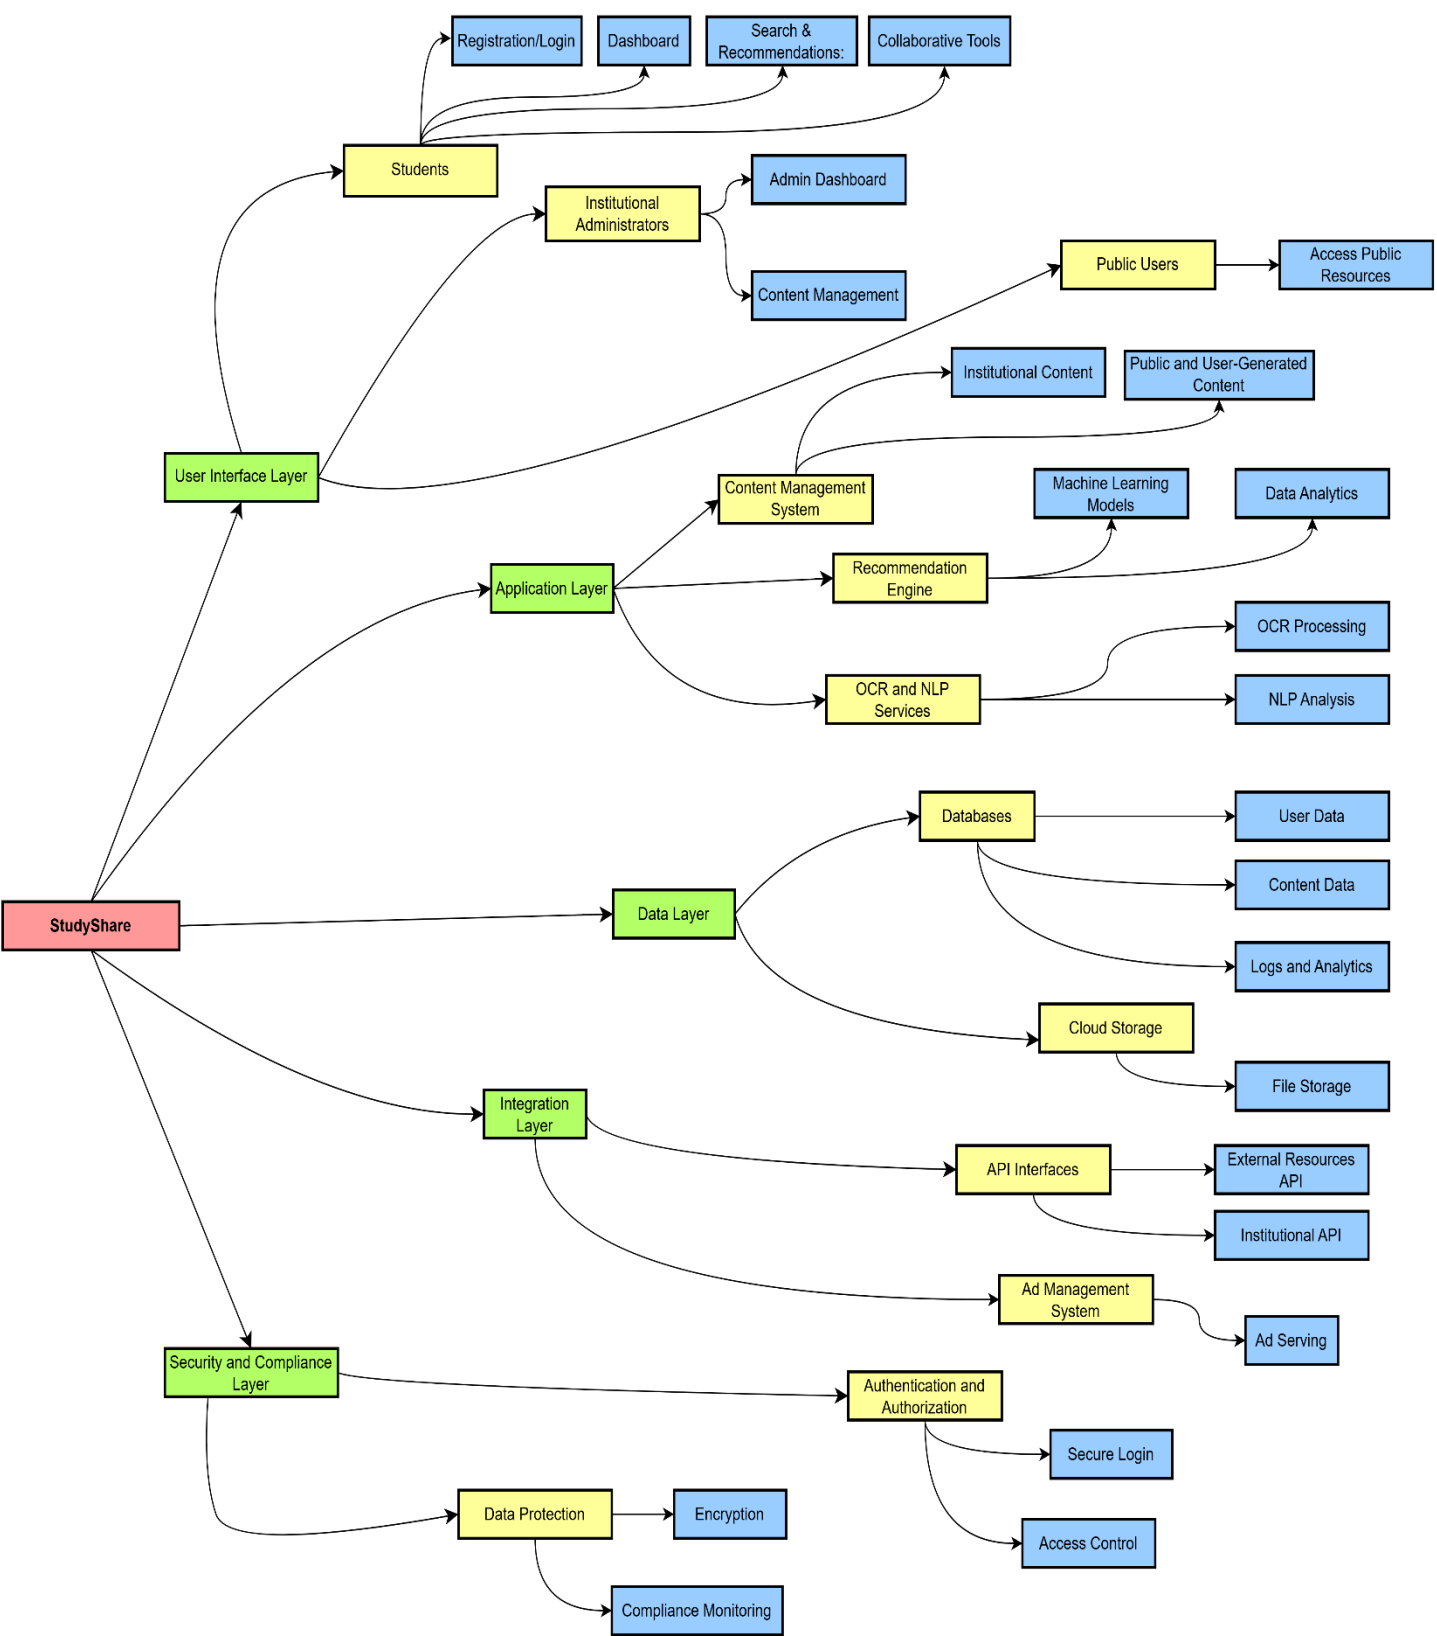 Registration/Login
Dashboard
Search &
Recommendations:
Collaborative Tools
Students
Admin Dashboard
Institutional
Administrators
Content Management
Public Users
Access Public
Resources
Institutional Content
Public and User-Generated
Content
User Interface Layer
Content Management
System
Machine Learning
Models
Data Analytics
Application Layer
Recommendation
Engine
OCR Processing
OCR and NLP
Services
NLP Analysis
Databases
User Data
Content Data
StudyShare
Data Layer
Logs and Analytics
Cloud Storage
File Storage
Integration
Layer
API Interfaces
External Resources
API
Institutional API
Ad Management
System
Ad Serving
Security and Compliance
Layer
Authentication and
Authorization
Secure Login
Data Protection
Encryption
Access Control
Compliance Monitoring